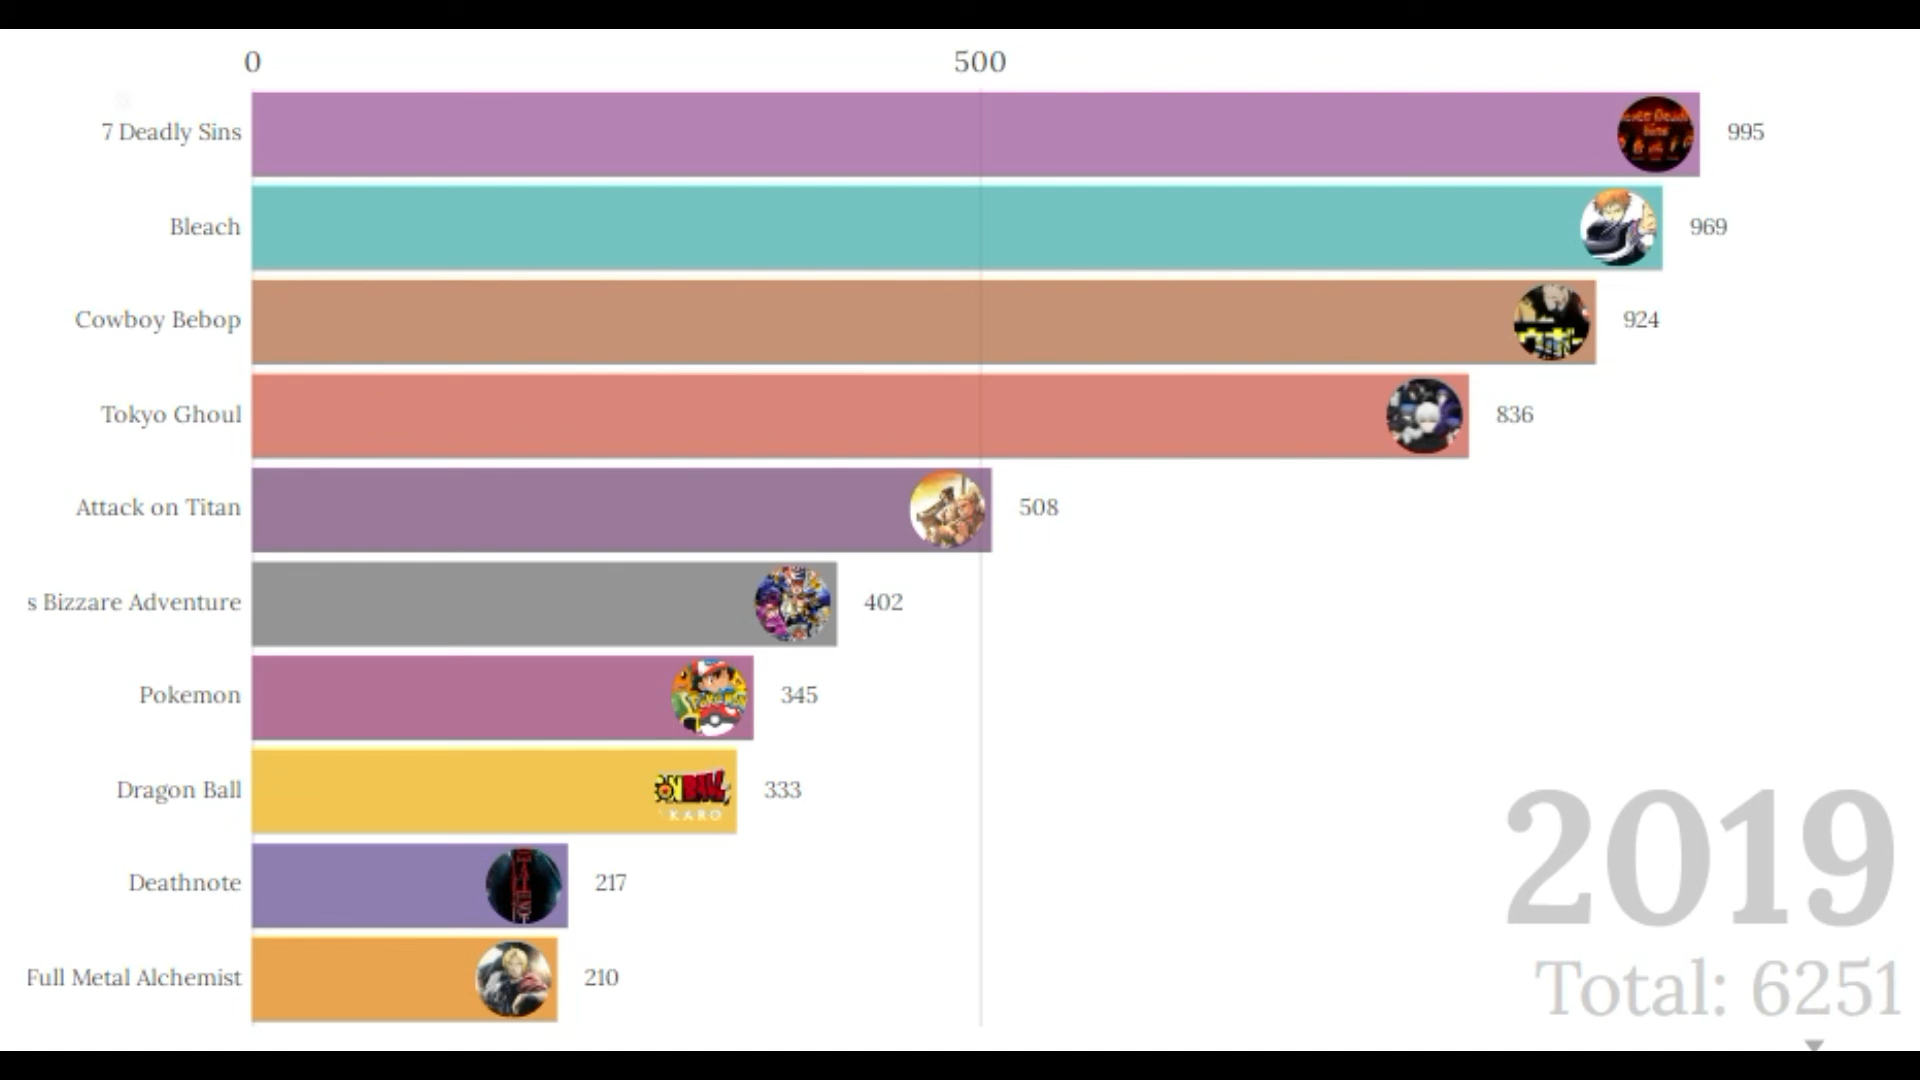 0 500
7 Deadly Sins 995
Bleach 969
Cowboy Bebop 924
Tokyo Ghoul 836
Attack on Titan 508
s Bizzare Adventure 402
Pokemon 345
Dragon Ball 333
Deathnote 217
Full Metal Alchemist 210
2019
Total: 6251